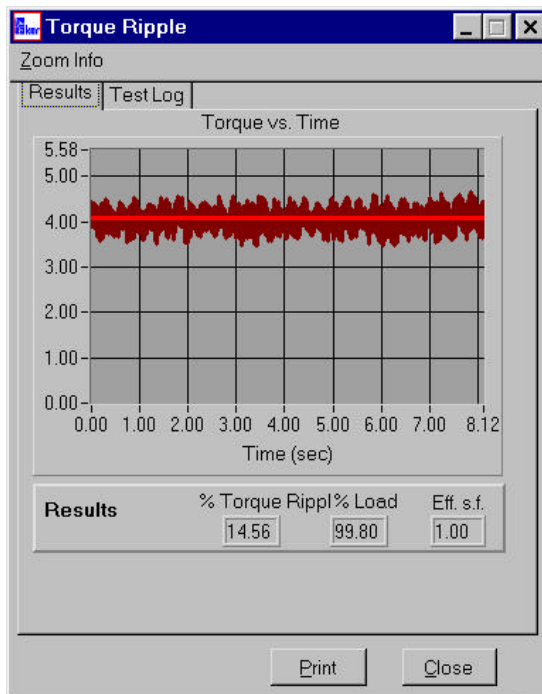 Torque Ripple
Zoom Info
Results Test Log
Torque vs. Time
5.58
5.00
4.00
3.00
2.00
1.00
0.00
0.00 1.00 2.00 3.00 4.00 5.00 6.00 7.00 8.12
Time (sec)
Results % Torque Rippl % Load Eff. s.f.
14.56 99.80 1.00
Print Close